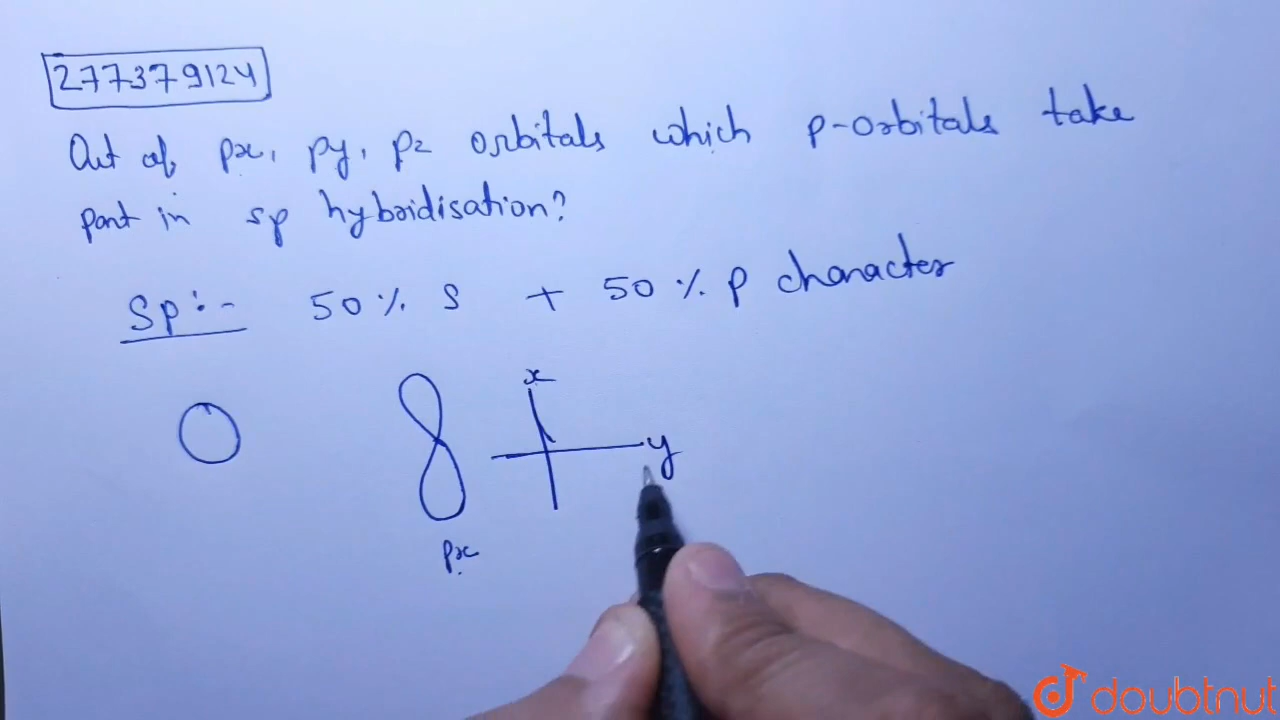 277379124
Out of px, py, pz orbitals which p-orbitals take
part in sp hybridisation?
Sp:- 50% s + 50% p character
x
y
px
doubtnut